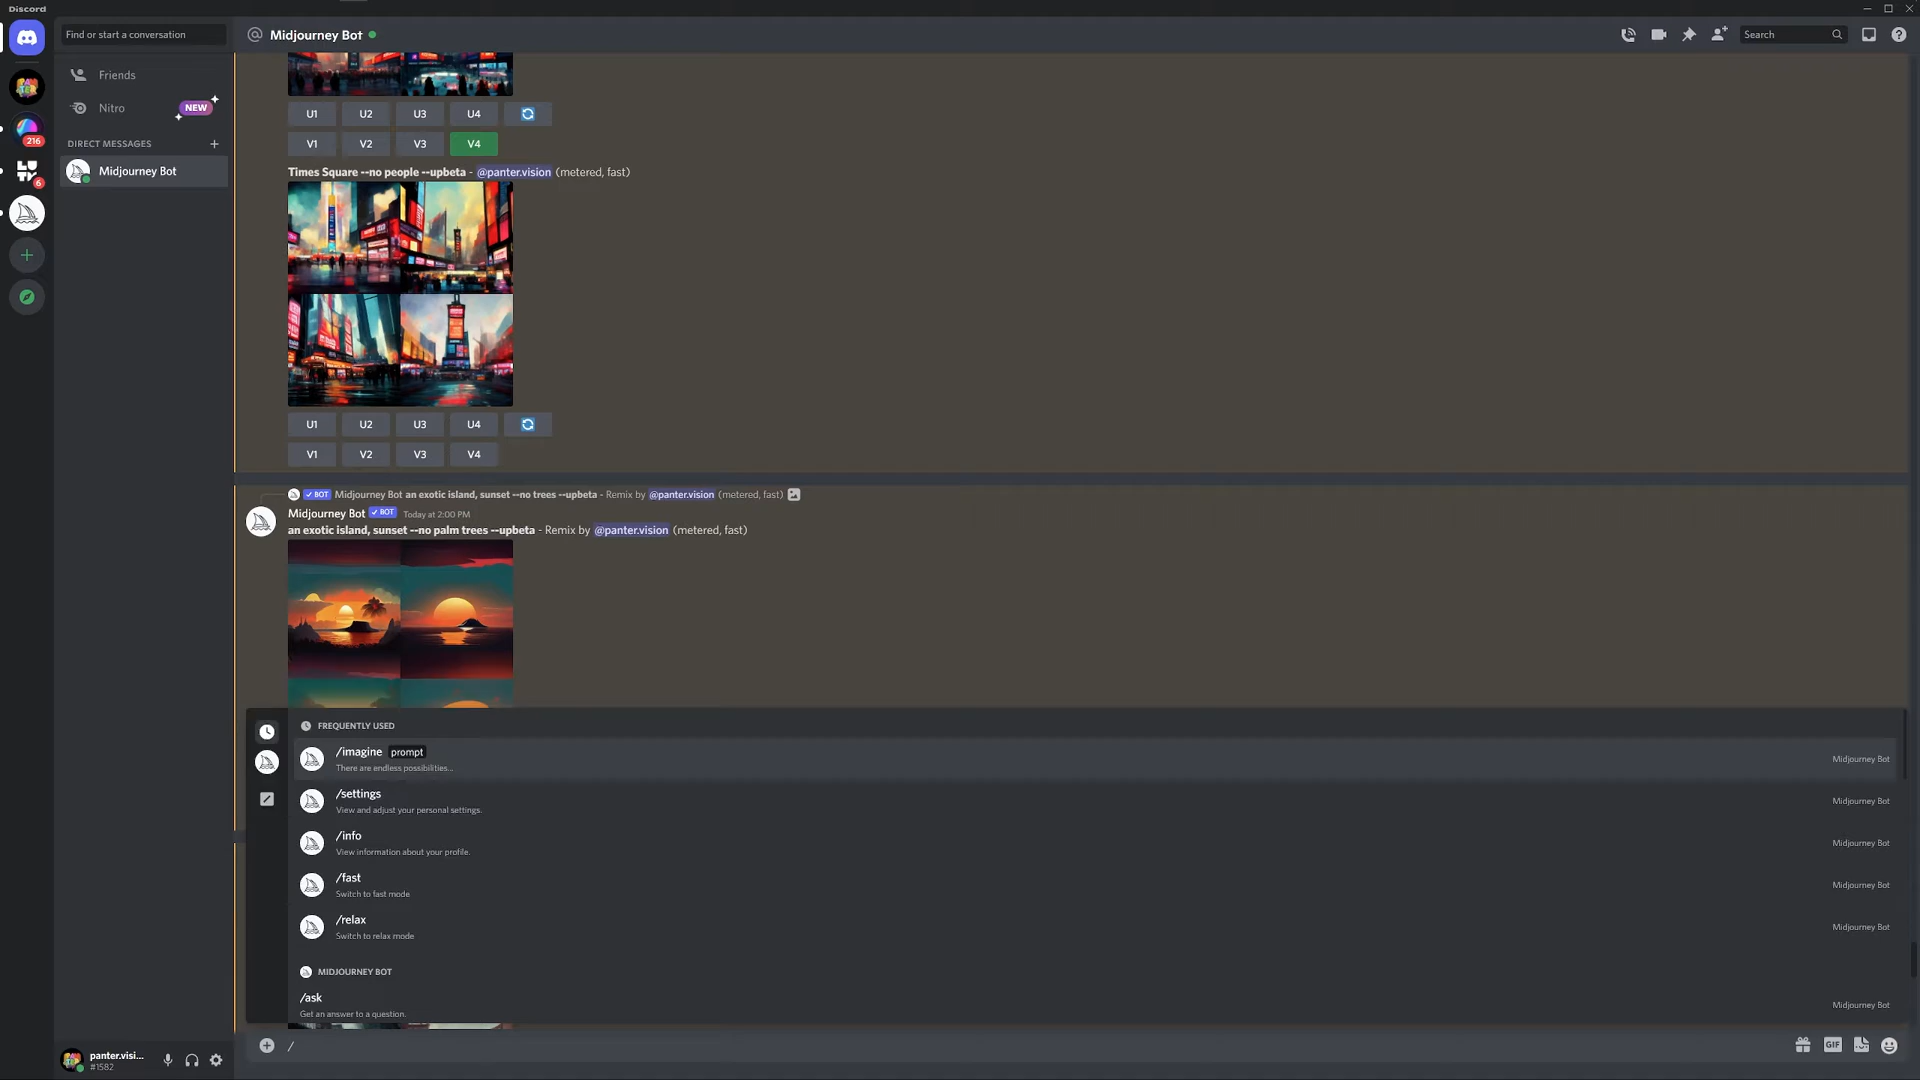 Discord
Find or start a conversation
Midjourney Bot
Search
Friends
Nitro
NEW
DIRECT MESSAGES
Midjourney Bot
216
6
U1 U2 U3 U4
V1 V2 V3 V4
Times Square --no people --upbeta - @panter.vision (metered, fast)
U1 U2 U3 U4
V1 V2 V3 V4
BOT Midjourney Bot an exotic island, sunset --no trees --upbeta - Remix by @panter.vision (metered, fast)
Midjourney Bot BOT Today at 2:00 PM
an exotic island, sunset --no palm trees --upbeta - Remix by @panter.vision (metered, fast)
FREQUENTLY USED
/imagine prompt
There are endless possibilities...
Midjourney Bot
/settings
View and adjust your personal settings.
Midjourney Bot
/info
View information about your profile.
Midjourney Bot
/fast
Switch to fast mode
Midjourney Bot
/relax
Switch to relax mode
Midjourney Bot
MIDJOURNEY BOT
/ask
Get an answer to a question.
Midjourney Bot
/
GIF
panter.visi...
#1582